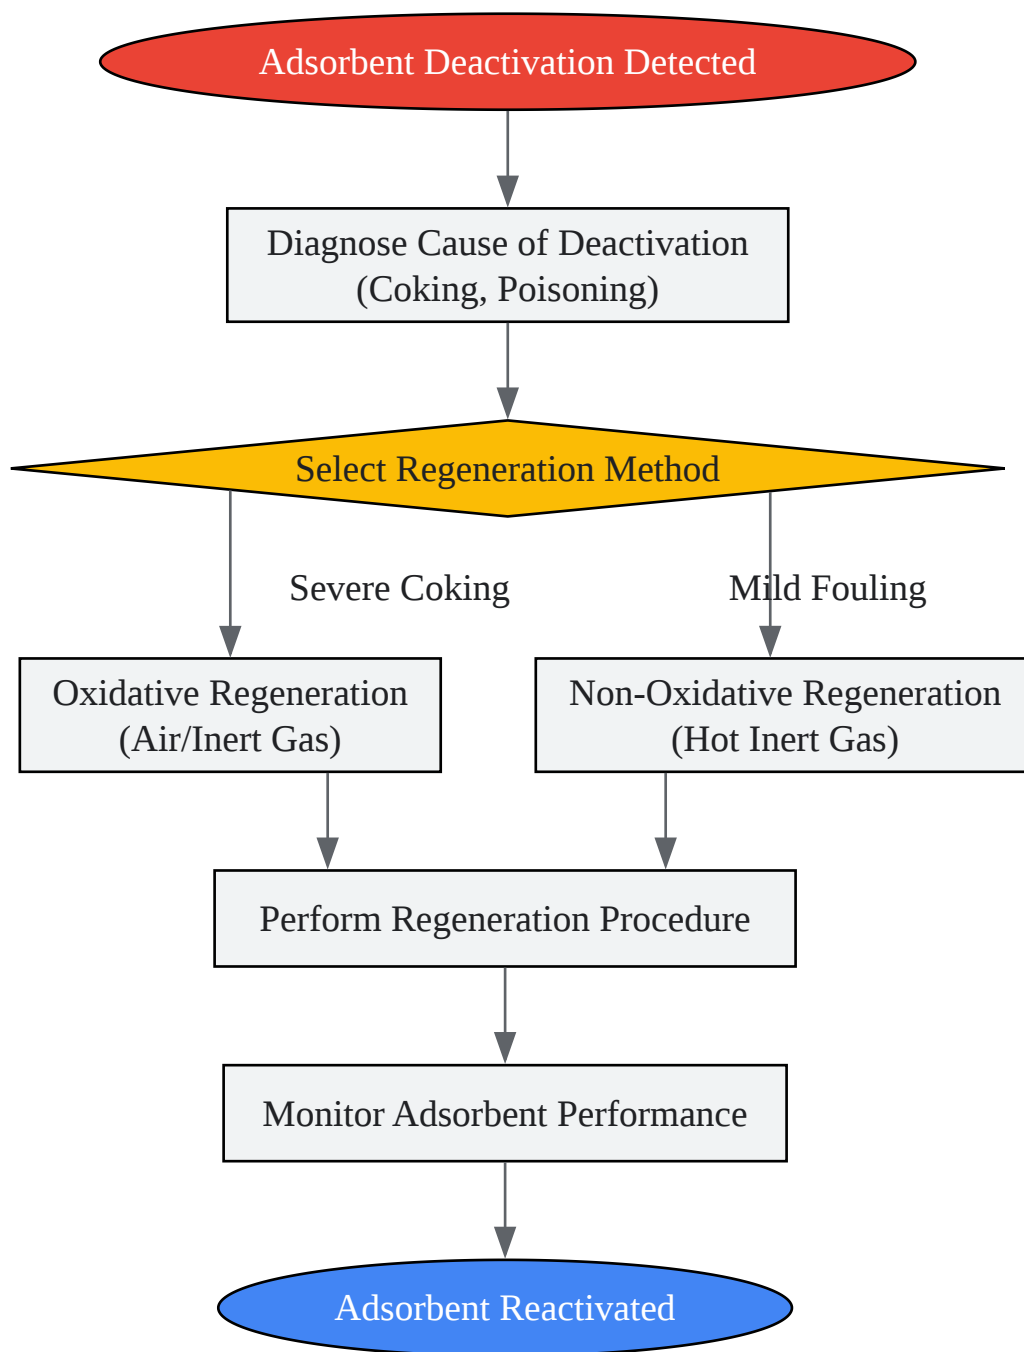 Adsorbent Deactivation Detected
Diagnose Cause of Deactivation
(Coking, Poisoning)
Select Regeneration Method
Severe Coking
Mild Fouling
Oxidative Regeneration
(Air/Inert Gas)
Non-Oxidative Regeneration
(Hot Inert Gas)
Perform Regeneration Procedure
Monitor Adsorbent Performance
Adsorbent Reactivated